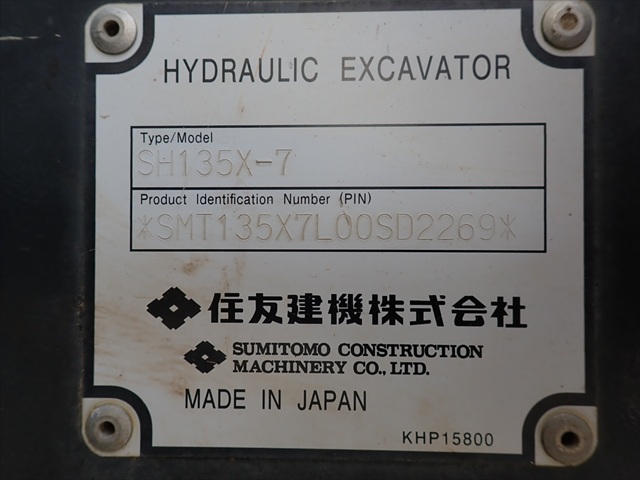 HYDRAULIC EXCAVATOR
Type/Model
SH135X-7
Product Identification Number (PIN)
*SMT135X7L00SD2269*
住友建機株式会社
SUMITOMO CONSTRUCTION
MACHINERY CO., LTD.
MADE IN JAPAN
KHP15800